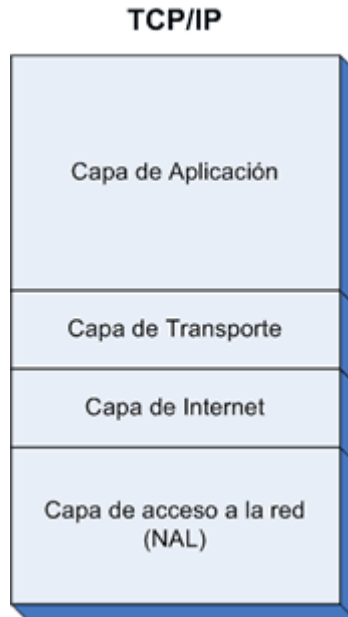 TCP/IP
Capa de Aplicación
Capa de Transporte
Capa de Internet
Capa de acceso a la red
(NAL)